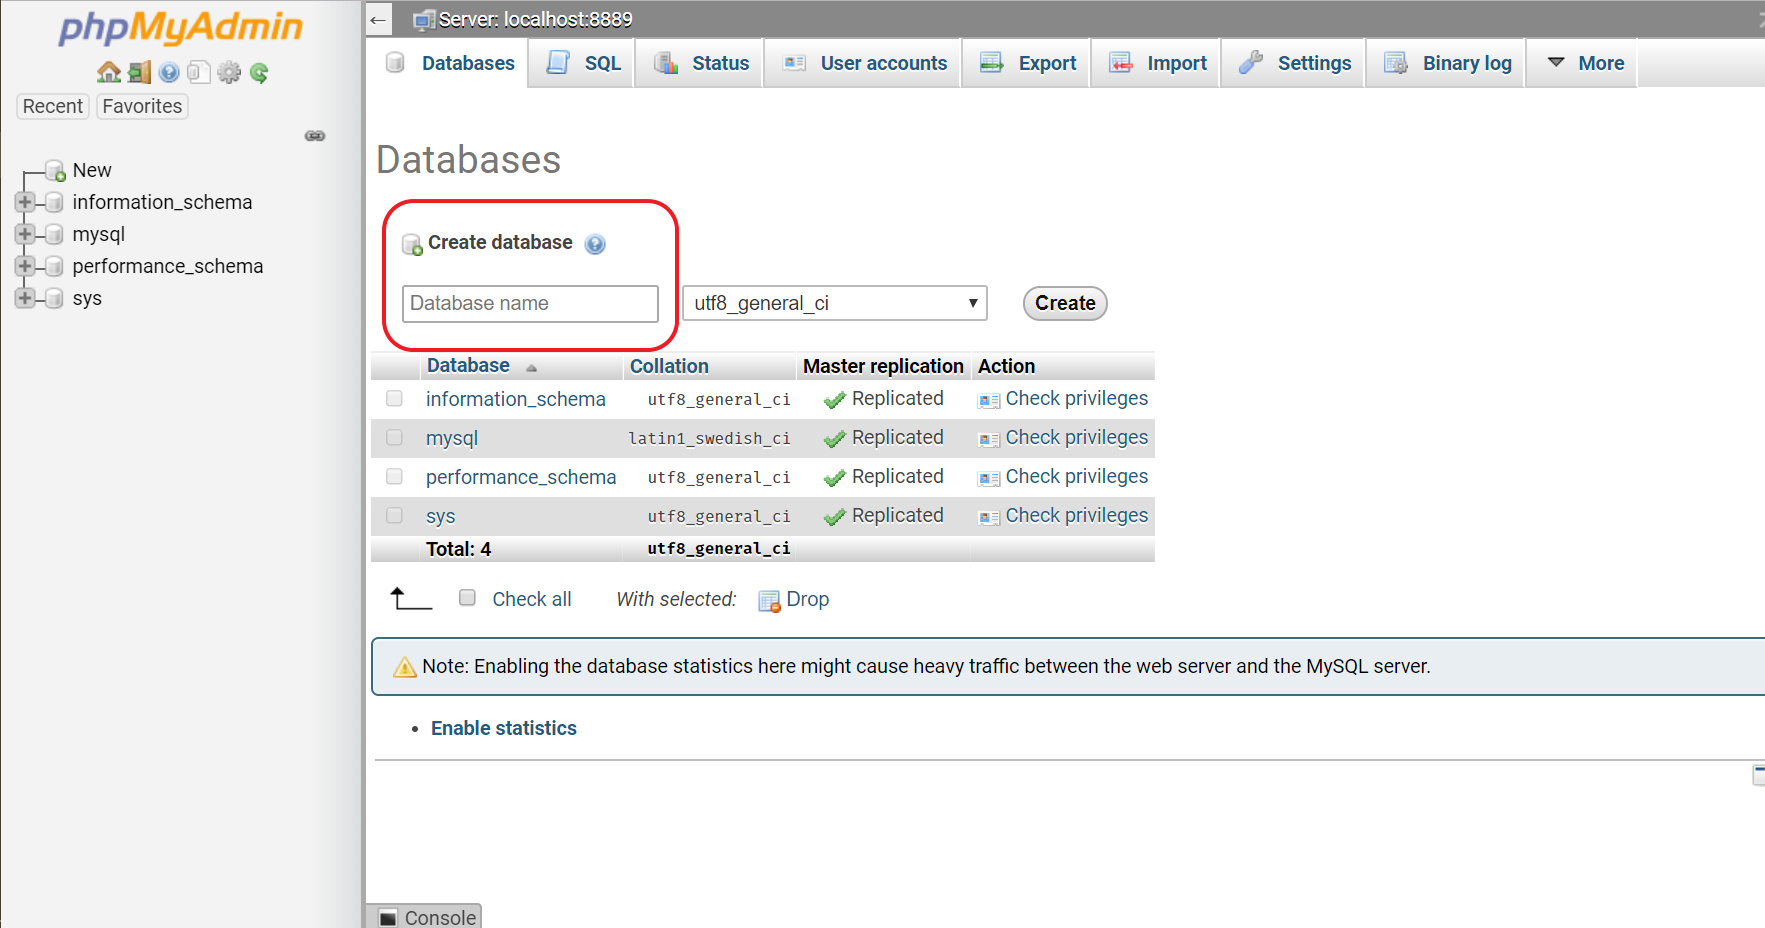 phpMyAdmin
Recent Favorites
New
information_schema
mysql
performance_schema
sys
← Server: localhost:8889
Databases SQL Status User accounts Export Import Settings Binary log More
Databases
Create database
Database name utf8_general_ci Create
Database Collation Master replication Action
information_schema utf8_general_ci Replicated Check privileges
mysql latin1_swedish_ci Replicated Check privileges
performance_schema utf8_general_ci Replicated Check privileges
sys utf8_general_ci Replicated Check privileges
Total: 4 utf8_general_ci
Check all With selected: Drop
Note: Enabling the database statistics here might cause heavy traffic between the web server and the MySQL server.
• Enable statistics
Console